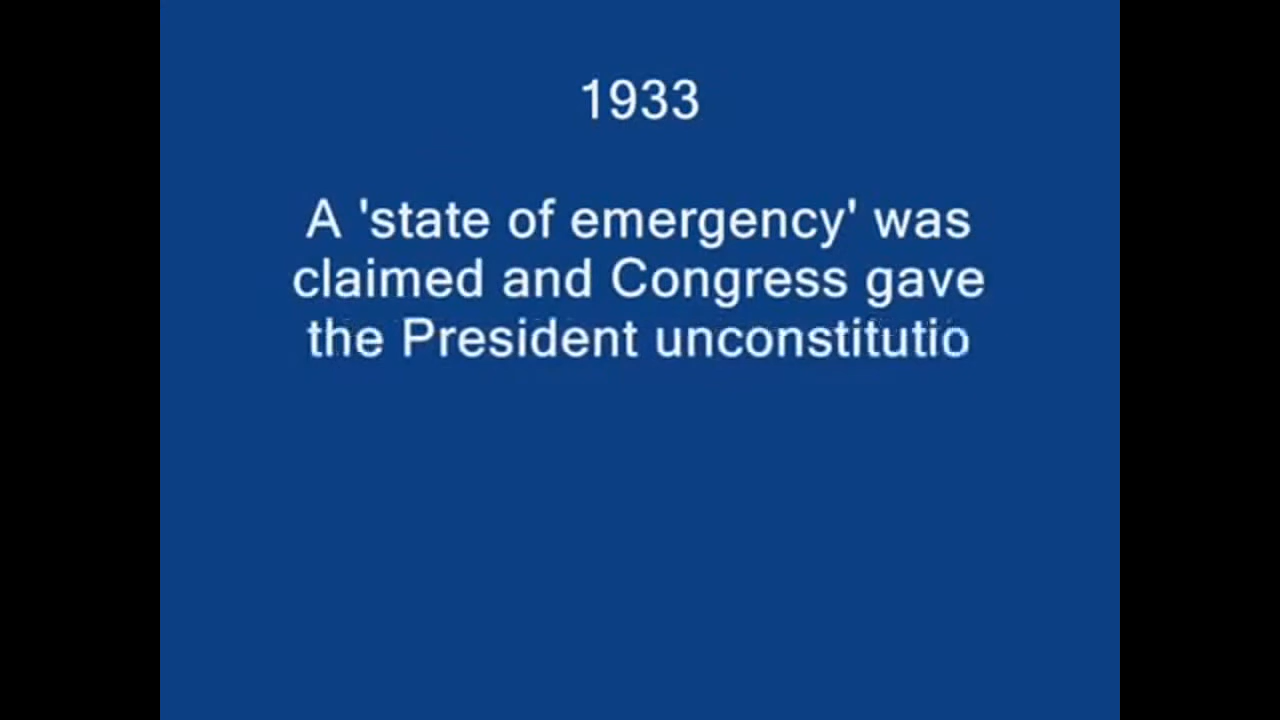 1933
A 'state of emergency' was
claimed and Congress gave
the President unconstitutio